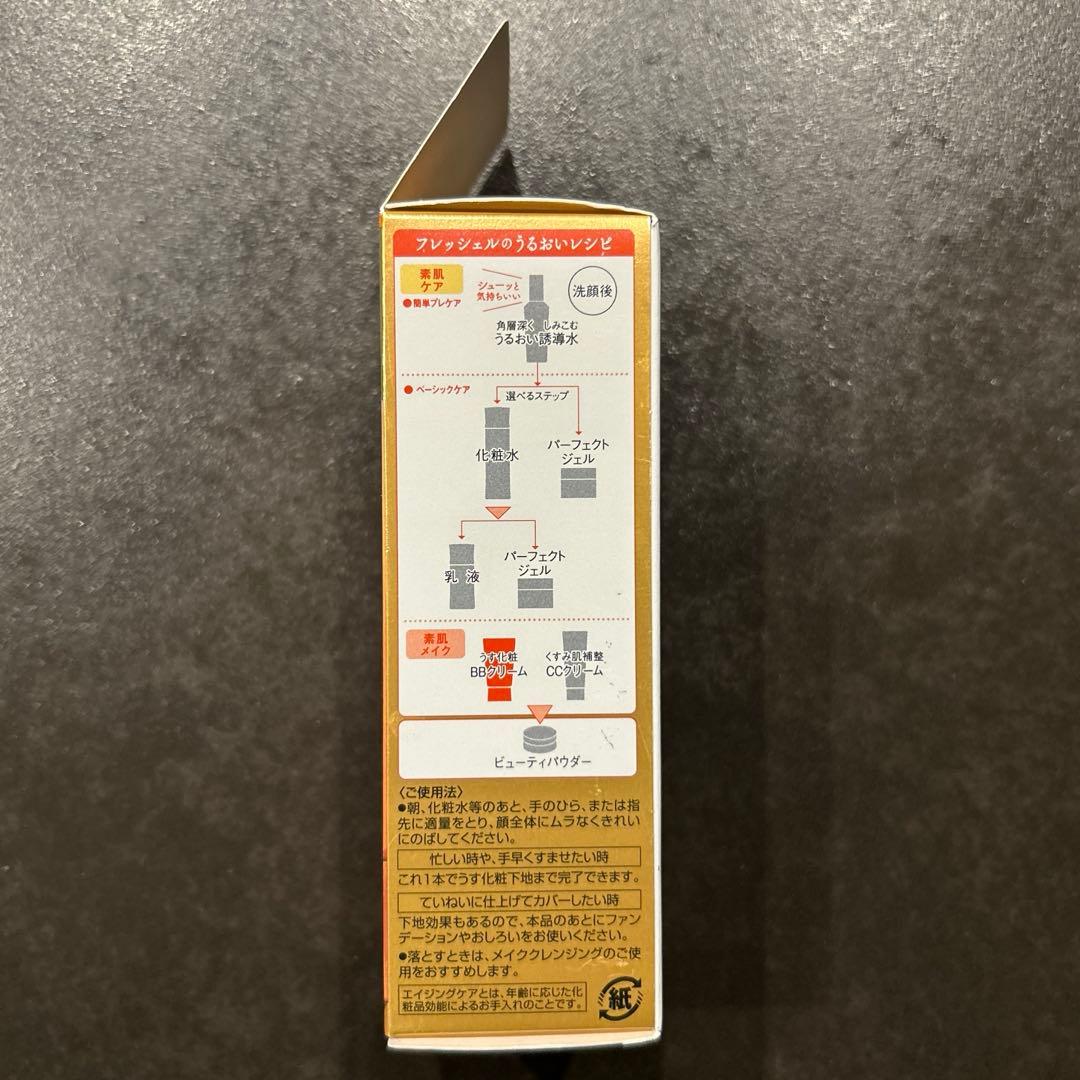 フレッシェルのうるおいレシピ
素肌
ケア
●簡単プレケア
シューッと
気持ちいい
洗顔後
角層深く しみこむ
うるおい誘導水
●ベーシックケア
選べるステップ
化粧水
パーフェクト
ジェル
乳液
パーフェクト
ジェル
素肌
メイク
うす化粧
BBクリーム
くすみ肌補整
CCクリーム
ビューティパウダー
〈ご使用法〉
●朝、化粧水等のあと、手のひら、または指
先に適量をとり、顔全体にムラなくきれい
にのばしてください。
忙しい時や、手早くすませたい時
これ1本でうす化粧下地まで完了できます。
ていねいに仕上げてカバーしたい時
下地効果もあるので、本品のあとにファン
デーションやおしろいをお使いください。
●落とすときは、メイククレンジングのご使
用をおすすめします。
エイジングケアとは、年齢に応じた化
粧品効能によるお手入れのことです。
紙